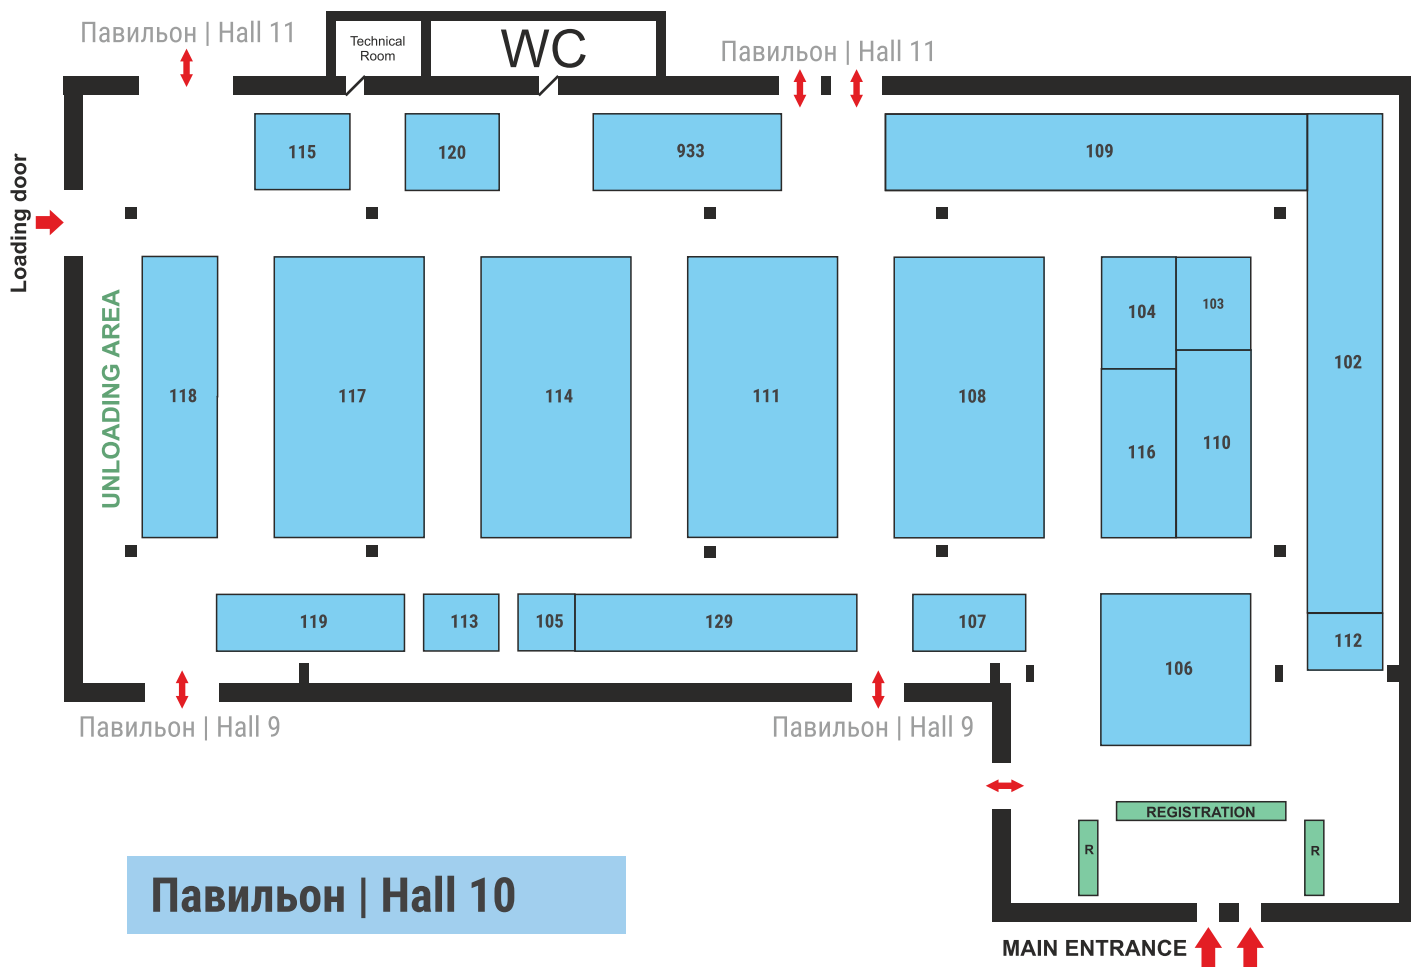 Павильон | Hall 11
Technical
Room
WC
Павильон | Hall 11
115
120
933
109
Loading door
UNLOADING AREA
118
117
114
111
108
104
103
116
110
102
119
113
105
129
107
106
112
Павильон | Hall 9
Павильон | Hall 9
REGISTRATION
R
R
Павильон | Hall 10
MAIN ENTRANCE